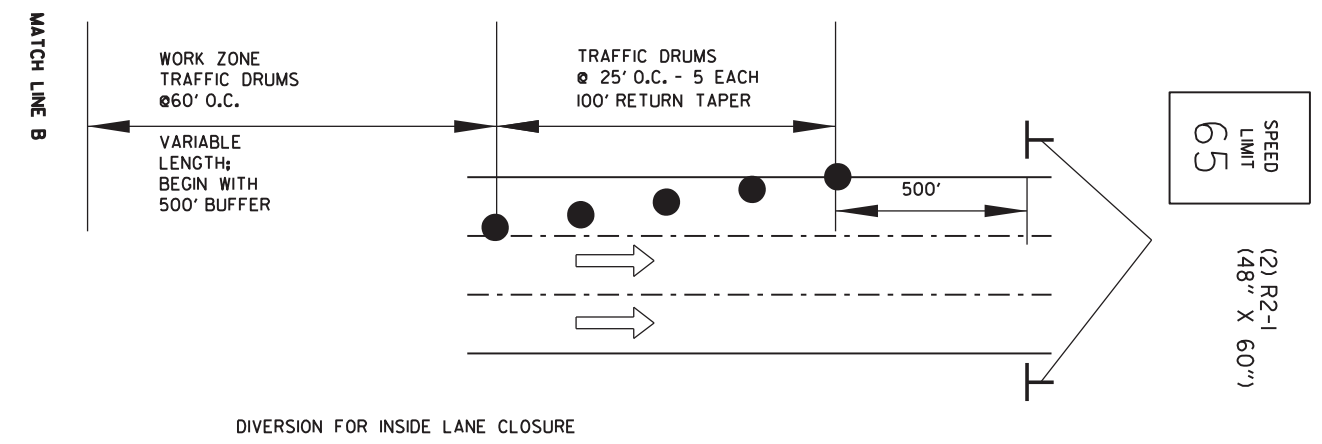 MATCH LINE B
WORK ZONE
TRAFFIC DRUMS
@60' O.C.
VARIABLE
LENGTH;
BEGIN WITH
500' BUFFER
TRAFFIC DRUMS
@ 25' O.C. - 5 EACH
100' RETURN TAPER
500'
SPEED
LIMIT
65
(2) R2-1
(48" X 60")
DIVERSION FOR INSIDE LANE CLOSURE